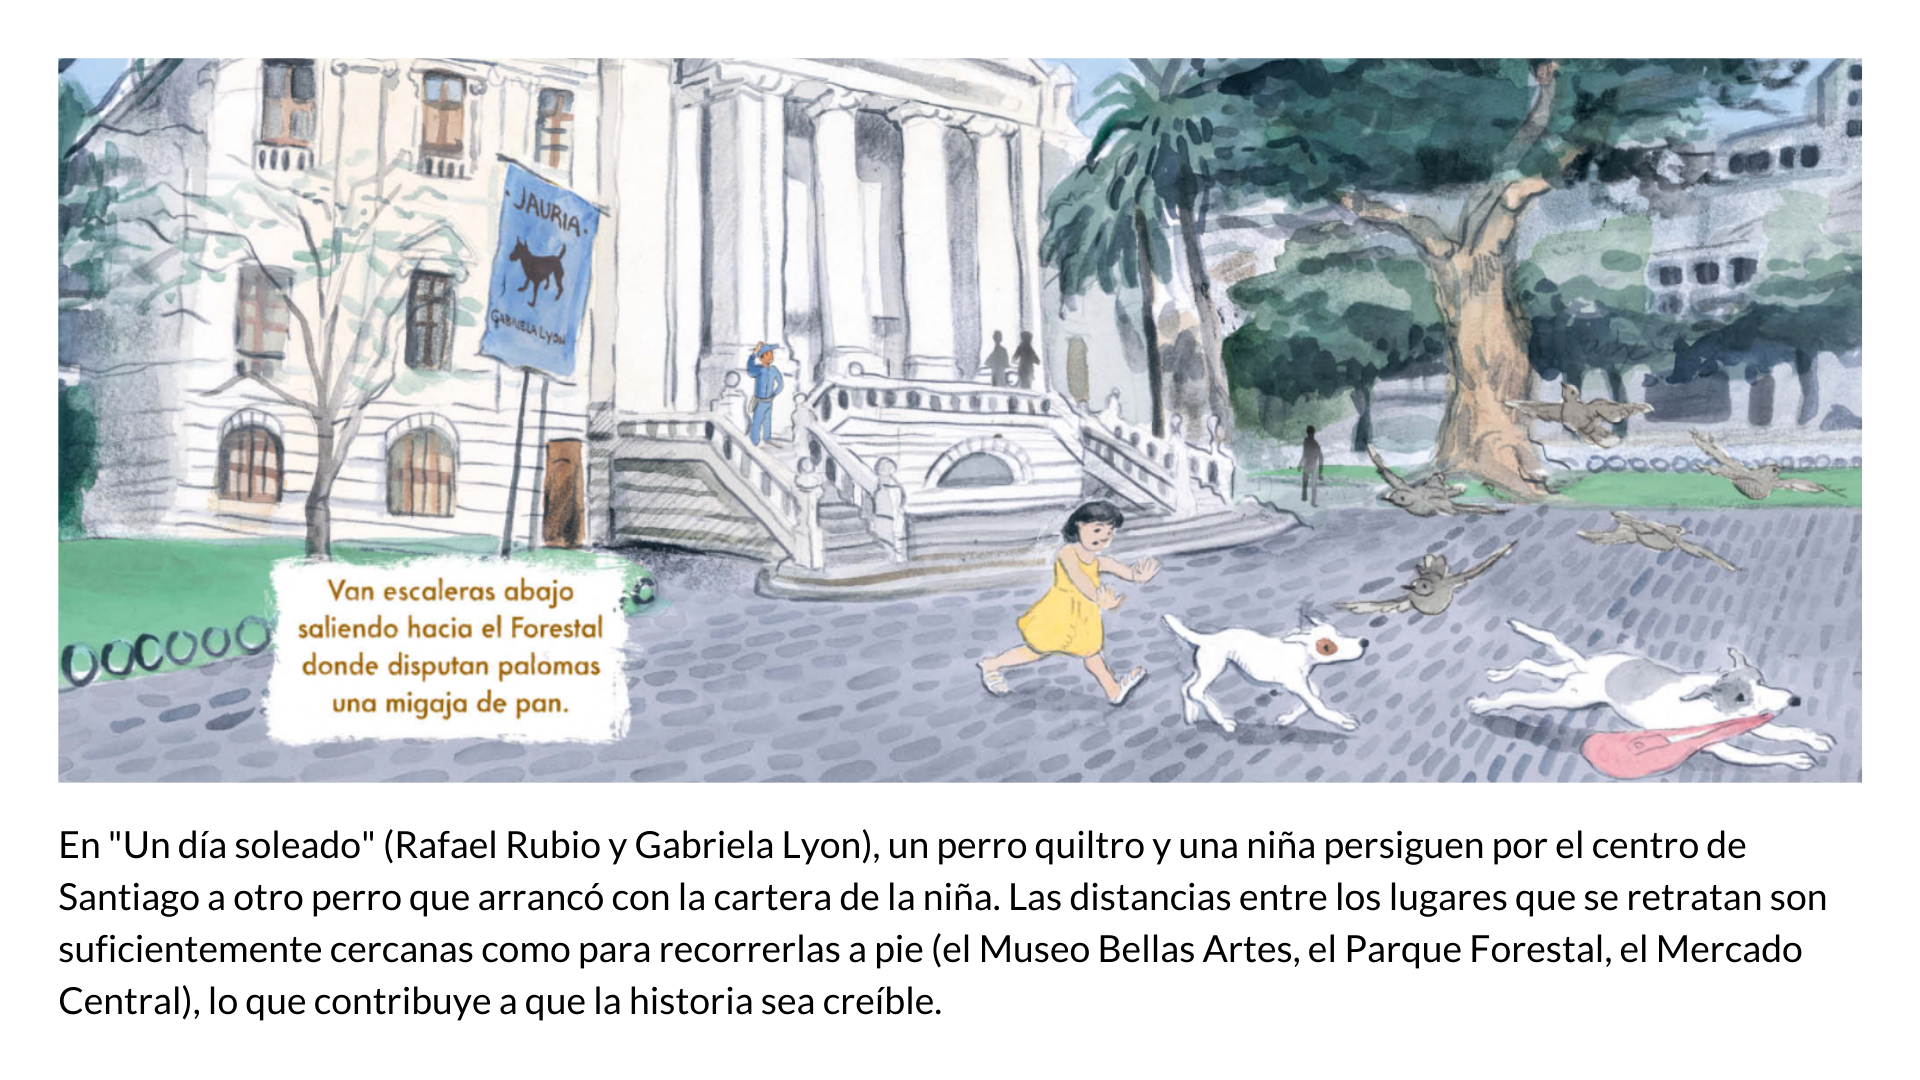 JAURIA
GABRIELA LYON
Van escaleras abajo
saliendo hacia el Forestal
donde disputan palomas
una migaja de pan.
En "Un día soleado" (Rafael Rubio y Gabriela Lyon), un perro quiltro y una niña persiguen por el centro de
Santiago a otro perro que arrancó con la cartera de la niña. Las distancias entre los lugares que se retratan son
suficientemente cercanas como para recorrerlas a pie (el Museo Bellas Artes, el Parque Forestal, el Mercado
Central), lo que contribuye a que la historia sea creíble.